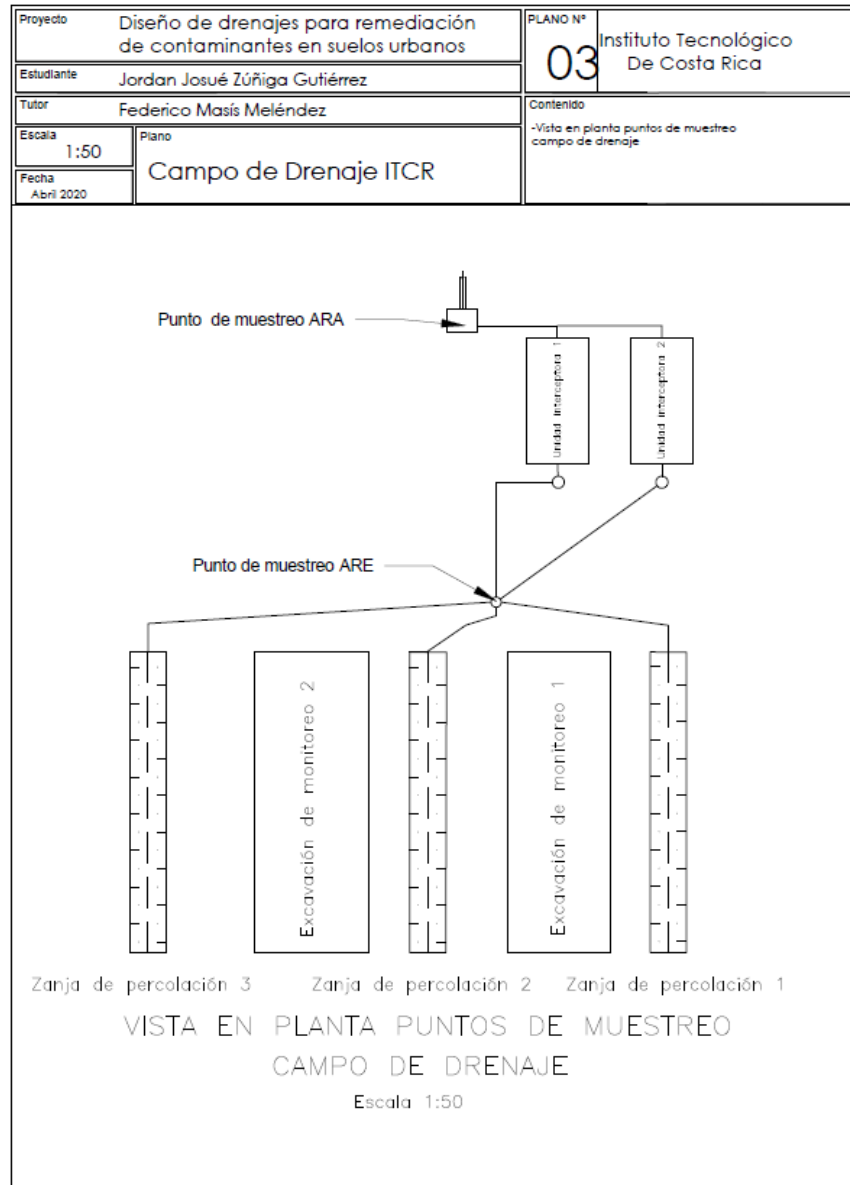 Proyecto
Diseño de drenajes para remediación
de contaminantes en suelos urbanos
Estudiante
Jordan Josué Zúñiga Gutiérrez
Tutor
Federico Masís Meléndez
Escala
1:50
Fecha
Abril 2020
Plano
Campo de Drenaje ITCR
PLANO Nº
03
Instituto Tecnológico
De Costa Rica
Contenido
-Vista en planta puntos de muestreo
campo de drenaje
Punto de muestreo ARA
Unidad interceptora 1
Unidad interceptora 2
Punto de muestreo ARE
Excavación de monitoreo 2
Excavación de monitoreo 1
Zanja de percolación 3
Zanja de percolación 2
Zanja de percolación 1
VISTA EN PLANTA PUNTOS DE MUESTREO
CAMPO DE DRENAJE
Escala 1:50